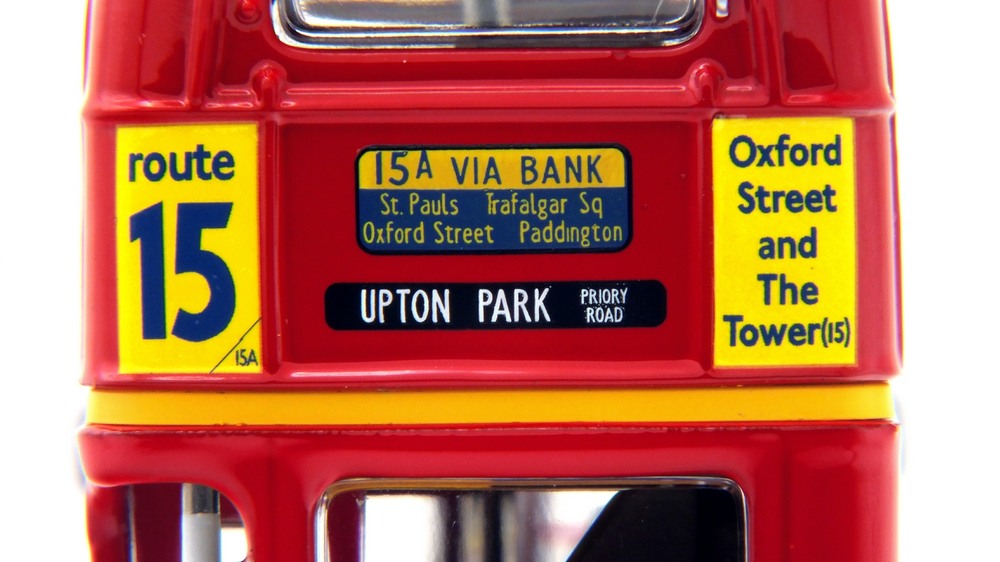 route
15
15A
15A VIA BANK
St. Pauls Trafalgar Sq
Oxford Street Paddington
UPTON PARK PRIORY ROAD
Oxford
Street
and
The
Tower(15)